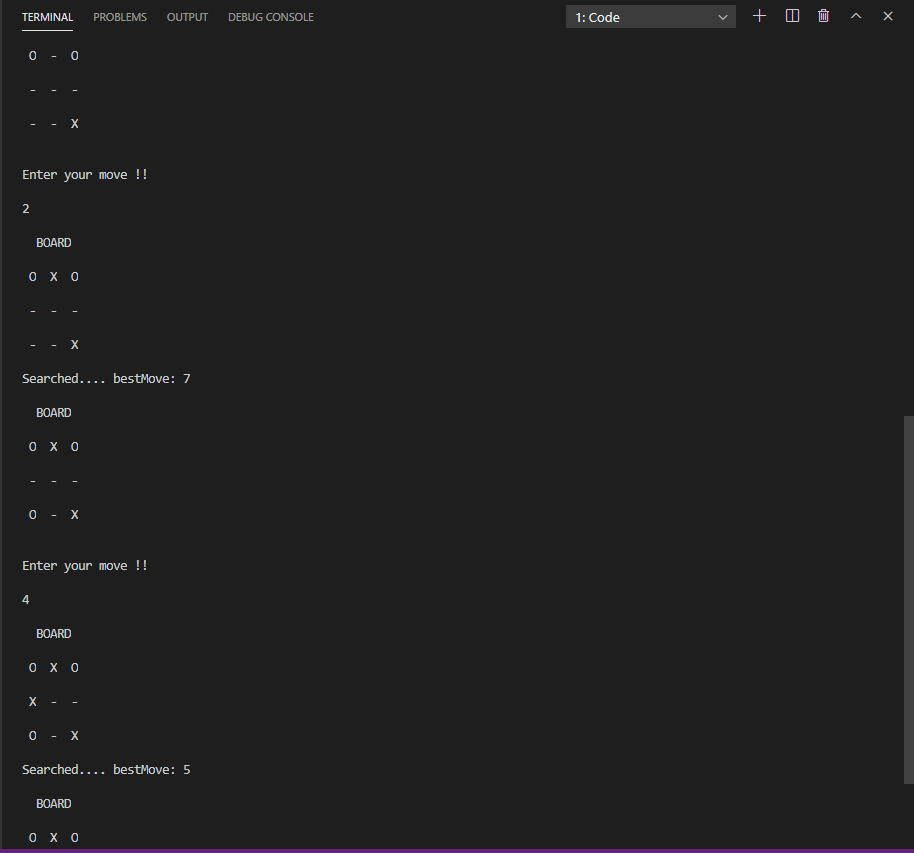 TERMINAL PROBLEMS OUTPUT DEBUG CONSOLE 1: Code
O - O
- - -
- - X
Enter your move !!
2
BOARD
O X O
- - -
- - X
Searched.... bestMove: 7
BOARD
O X O
- - -
O - X
Enter your move !!
4
BOARD
O X O
X - -
O - X
Searched.... bestMove: 5
BOARD
O X O